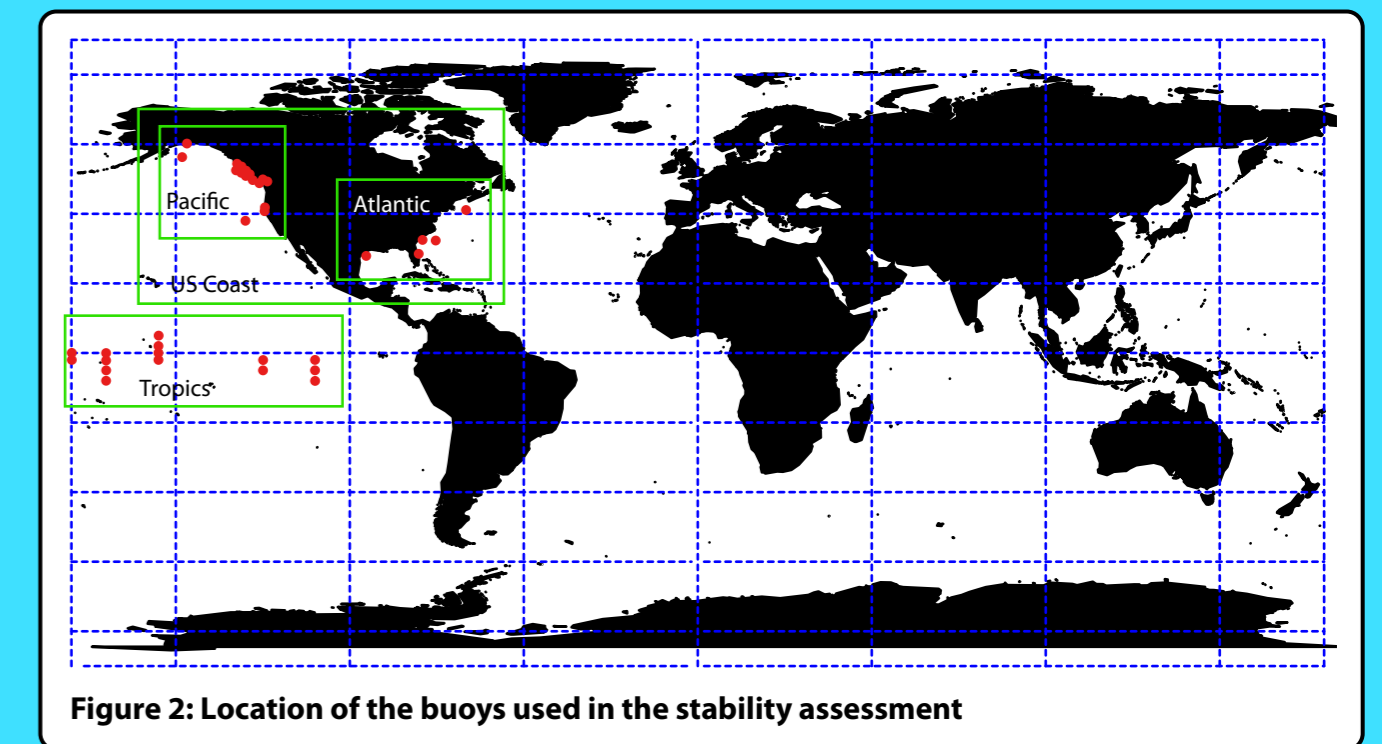 Pacific
Atlantic
US Coast
Tropics
Figure 2: Location of the buoys used in the stability assessment